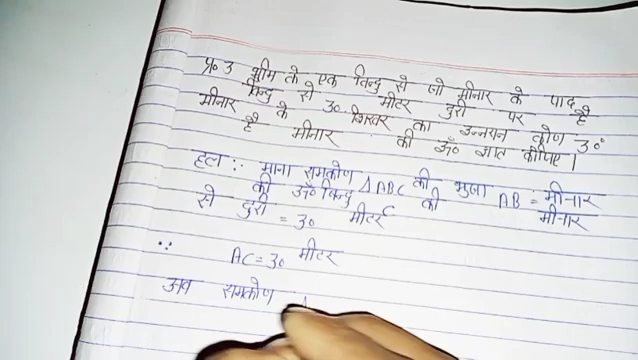 प्र० 3 भूमि के एक बिन्दु से जो मीनार के पाद
बिन्दु से 30 मीटर दुरी पर है
मीनार के शिखर का उन्नयन कोण 30°
है मीनार की ऊँ० ज्ञात कीजिए।
हल :: माना समकोण △ABC की भुजा AB = मीनार
की ऊँ० बिन्दु C की मीनार
से दुरी = 30 मीटर
∵ AC = 30 मीटर
अब समकोण